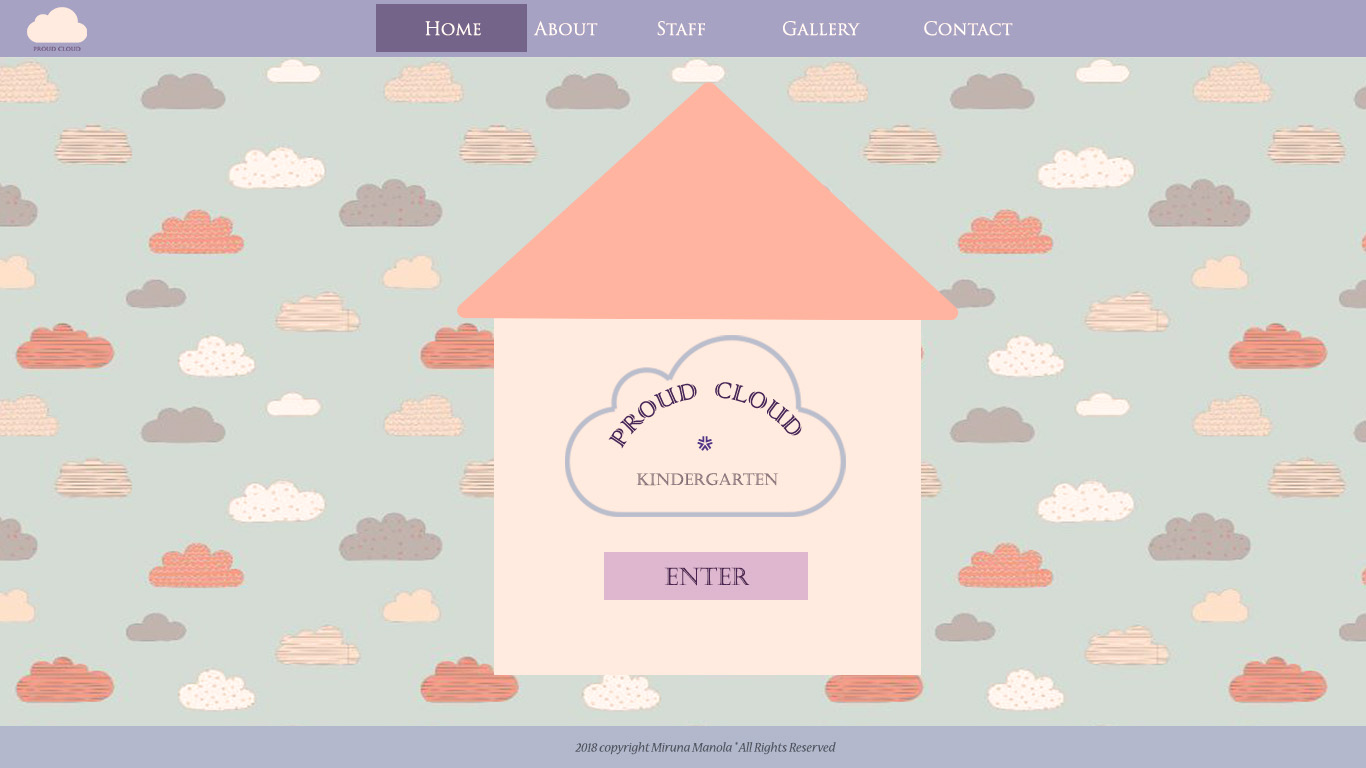 PROUD CLOUD
Home About Staff Gallery Contact
PROUD CLOUD
KINDERGARTEN
ENTER
2018 copyright Miruna Manola * All Rights Reserved